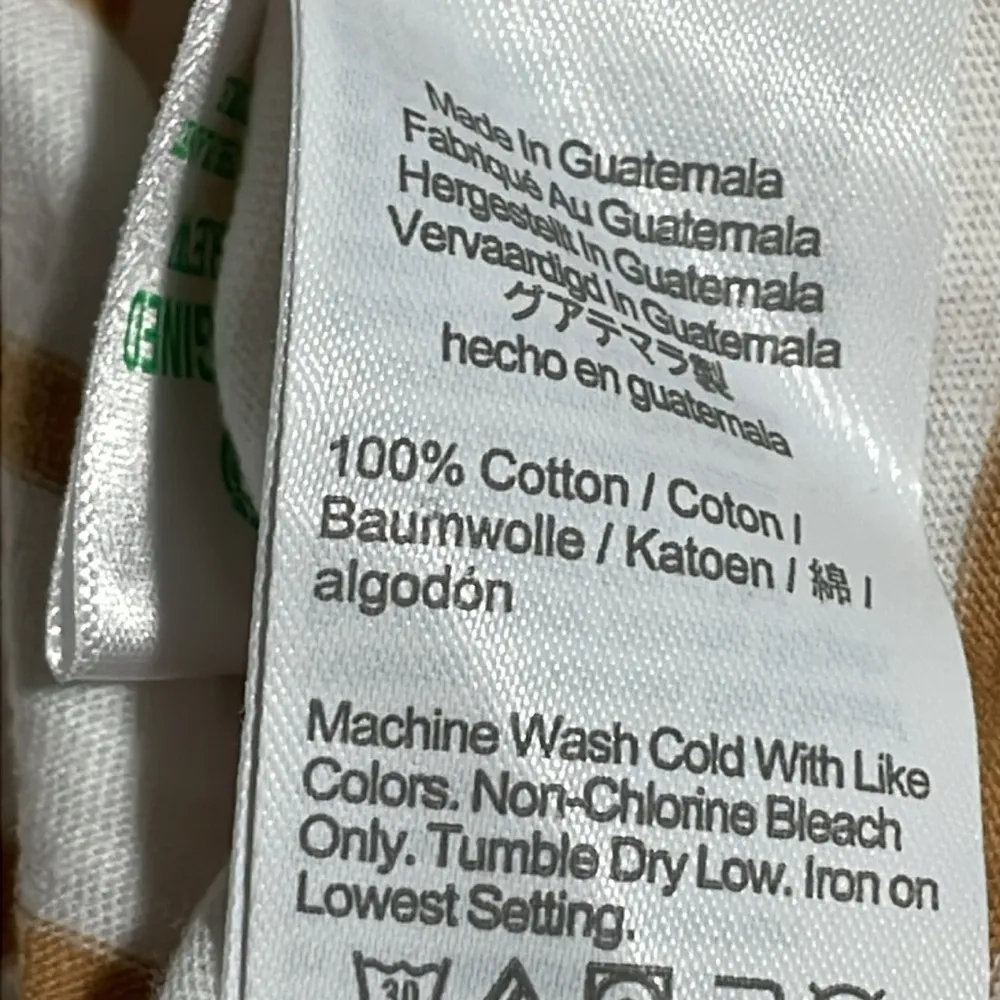 Made In Guatemala
Fabriqué Au Guatemala
Hergestellt In Guatemala
Vervaardigd In Guatemala
グアテマラ製
hecho en guatemala
100% Cotton / Coton /
Baumwolle / Katoen / 綿 /
algodón
Machine Wash Cold With Like
Colors. Non-Chlorine Bleach
Only. Tumble Dry Low. Iron on
Lowest Setting.
30